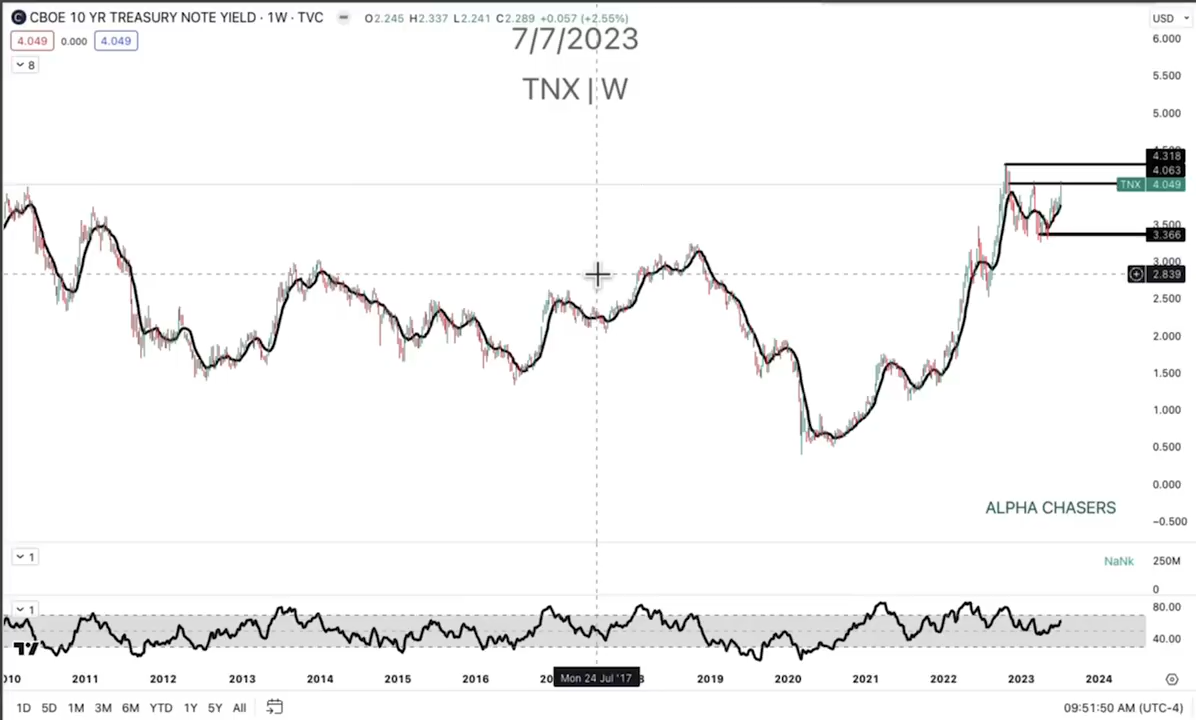 CBOE 10 YR TREASURY NOTE YIELD · 1W · TVC O2.245 H2.337 L2.241 C2.289 +0.057 (+2.55%)
USD
4.049 0.000 4.049
8
7/7/2023
TNX | W
6.000
5.500
5.000
4.318
4.063
TNX 4.049
3.500
3.366
3.000
2.839
2.500
2.000
1.500
1.000
0.500
0.000
−0.500
ALPHA CHASERS
1
NaNk
250M
0
1
80.00
40.00
2011 2012 2013 2014 2015 2016 Mon 24 Jul '17 2019 2020 2021 2022 2023 2024
1D 5D 1M 3M 6M YTD 1Y 5Y All
09:51:50 AM (UTC-4)